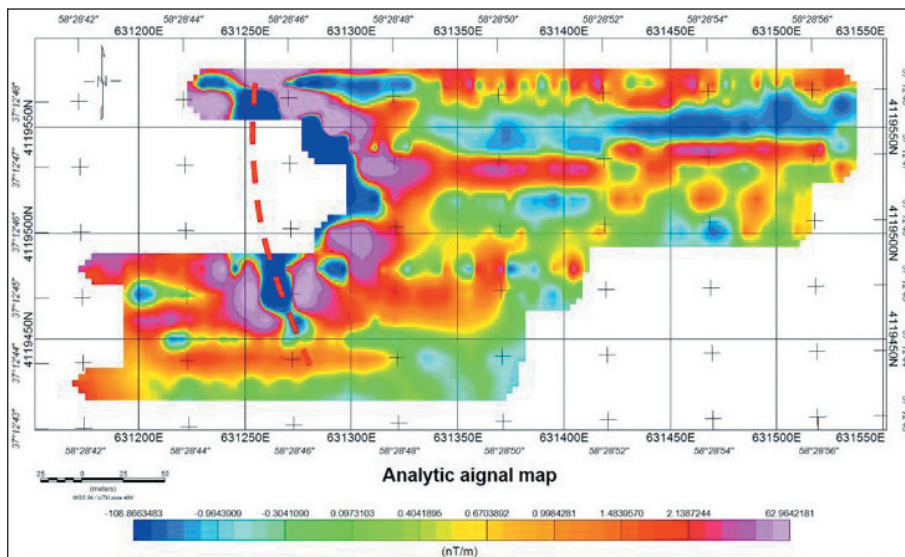 58°28'42" 58°28'44" 58°28'46" 58°28'48" 58°28'50" 58°28'52" 58°28'54" 58°28'56"
631200E 631250E 631300E 631350E 631400E 631450E 631500E 631550E
N
37°12'48"
4119550N 4119550N
37°12'47"
37°12'46"
4119500N 4119500N
37°12'45"
4119450N 4119450N
37°12'44"
37°12'43"
631200E 631250E 631300E 631350E 631400E 631450E 631500E 631550E
58°28'42" 58°28'44" 58°28'46" 58°28'48" 58°28'50" 58°28'52" 58°28'54" 58°28'56"
25 0 25 50
(meters)
WGS 84 / UTM zone 40N
Analytic aignal map
-108.8663483 -0.9643909 -0.3041090 0.0973103 0.4041895 0.6703892 0.9984281 1.4830570 2.1387244 62.9642181
(nT/m)